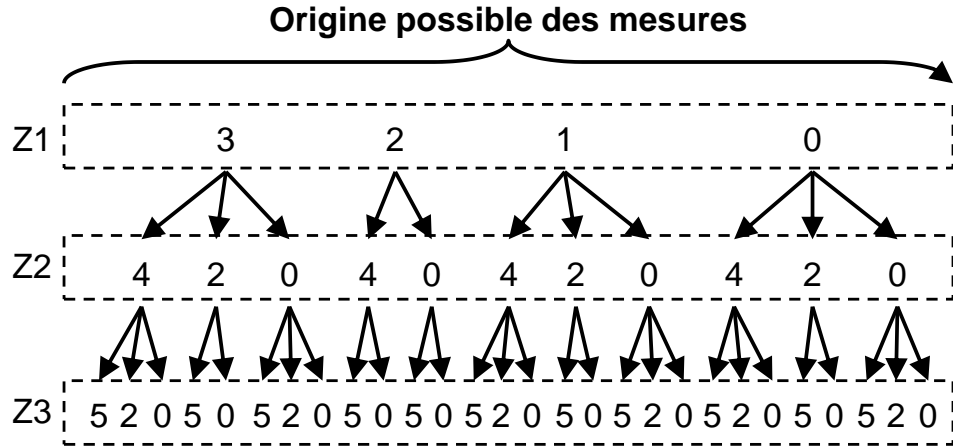 Origine possible des mesures
Z1 3 2 1 0
Z2 4 2 0 4 0 4 2 0 4 2 0
Z3 5 2 0 5 0 5 2 0 5 0 5 0 5 2 0 5 0 5 2 0 5 2 0 5 0 5 2 0